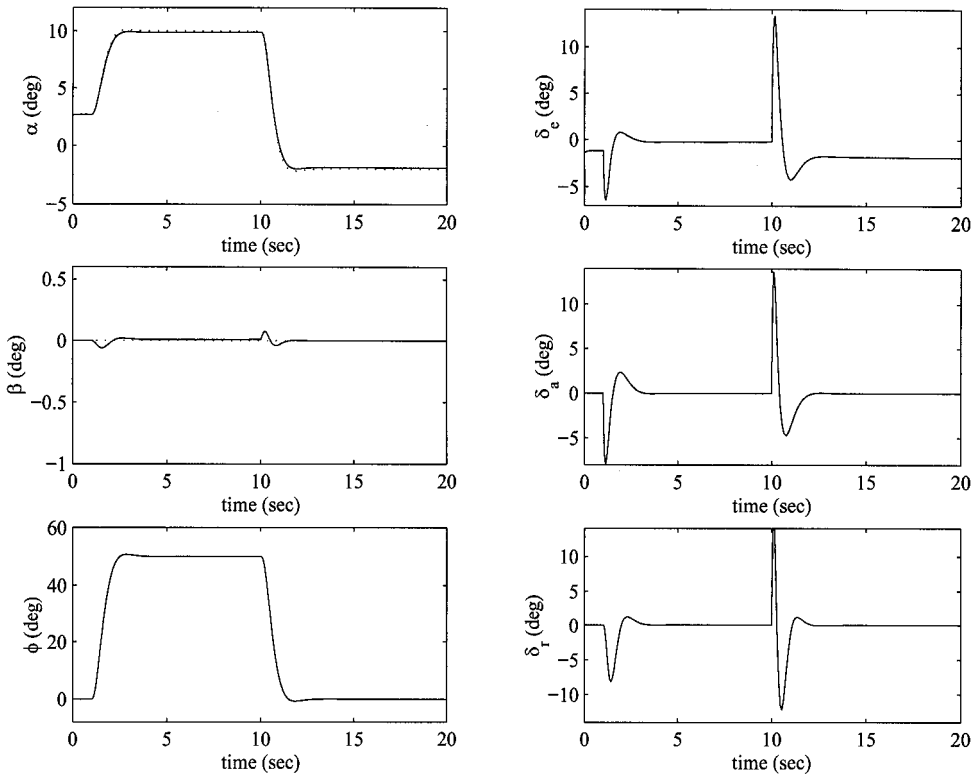 10
5
0
−5
α (deg)
0 5 10 15 20
time (sec)
10
5
0
−5
δe (deg)
0 5 10 15 20
time (sec)
0.5
0
−0.5
−1
β (deg)
0 5 10 15 20
time (sec)
10
5
0
−5
δa (deg)
0 5 10 15 20
time (sec)
60
40
20
0
ϕ (deg)
0 5 10 15 20
time (sec)
10
5
0
−5
−10
δr (deg)
0 5 10 15 20
time (sec)